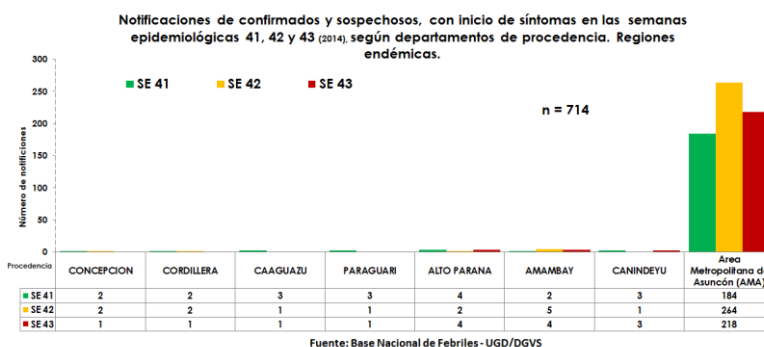 Notificaciones de confirmados y sospechosos, con inicio de síntomas en las semanas
epidemiológicas 41, 42 y 43 (2014), según departamentos de procedencia. Regiones
endémicas.
SE 41 SE 42 SE 43
n = 714
Número de notificiones
300
250
200
150
100
50
0
Procedencia CONCEPCION CORDILLERA CAAGUAZU PARAGUARI ALTO PARANA AMAMBAY CANINDEYU Area
Metropolitana de
Asuncón (AMA)
SE 41 2 2 3 3 4 2 3 184
SE 42 2 2 1 1 2 5 1 264
SE 43 1 1 1 1 4 4 3 218
Fuente: Base Nacional de Febriles - UGD/DGVS